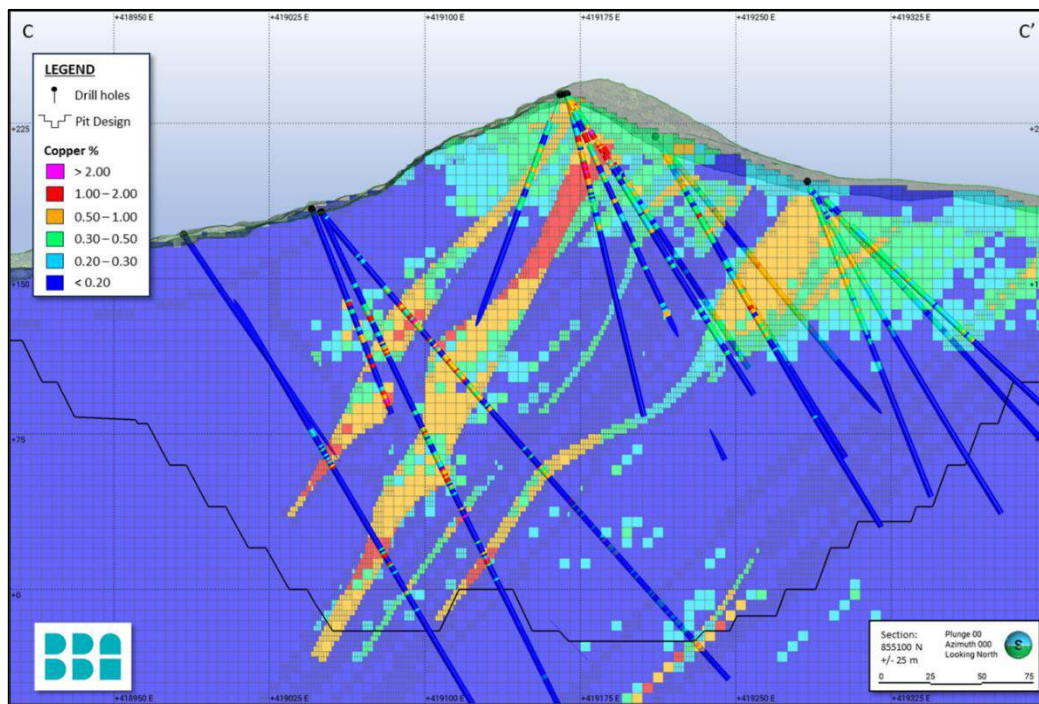 +418950 E
+419025 E
+419100 E
+419175 E
+419250 E
+419325 E
C
C'
LEGEND
Drill holes
Pit Design
Copper %
> 2.00
1.00 – 2.00
0.50 – 1.00
0.30 – 0.50
0.20 – 0.30
< 0.20
+225
+150
+75
+0
BBA
Section:
855100 N
+/- 25 m
Plunge 00
Azimuth 000
Looking North
S
0 25 50 75
+418950 E
+419025 E
+419100 E
+419175 E
+419250 E
+419325 E